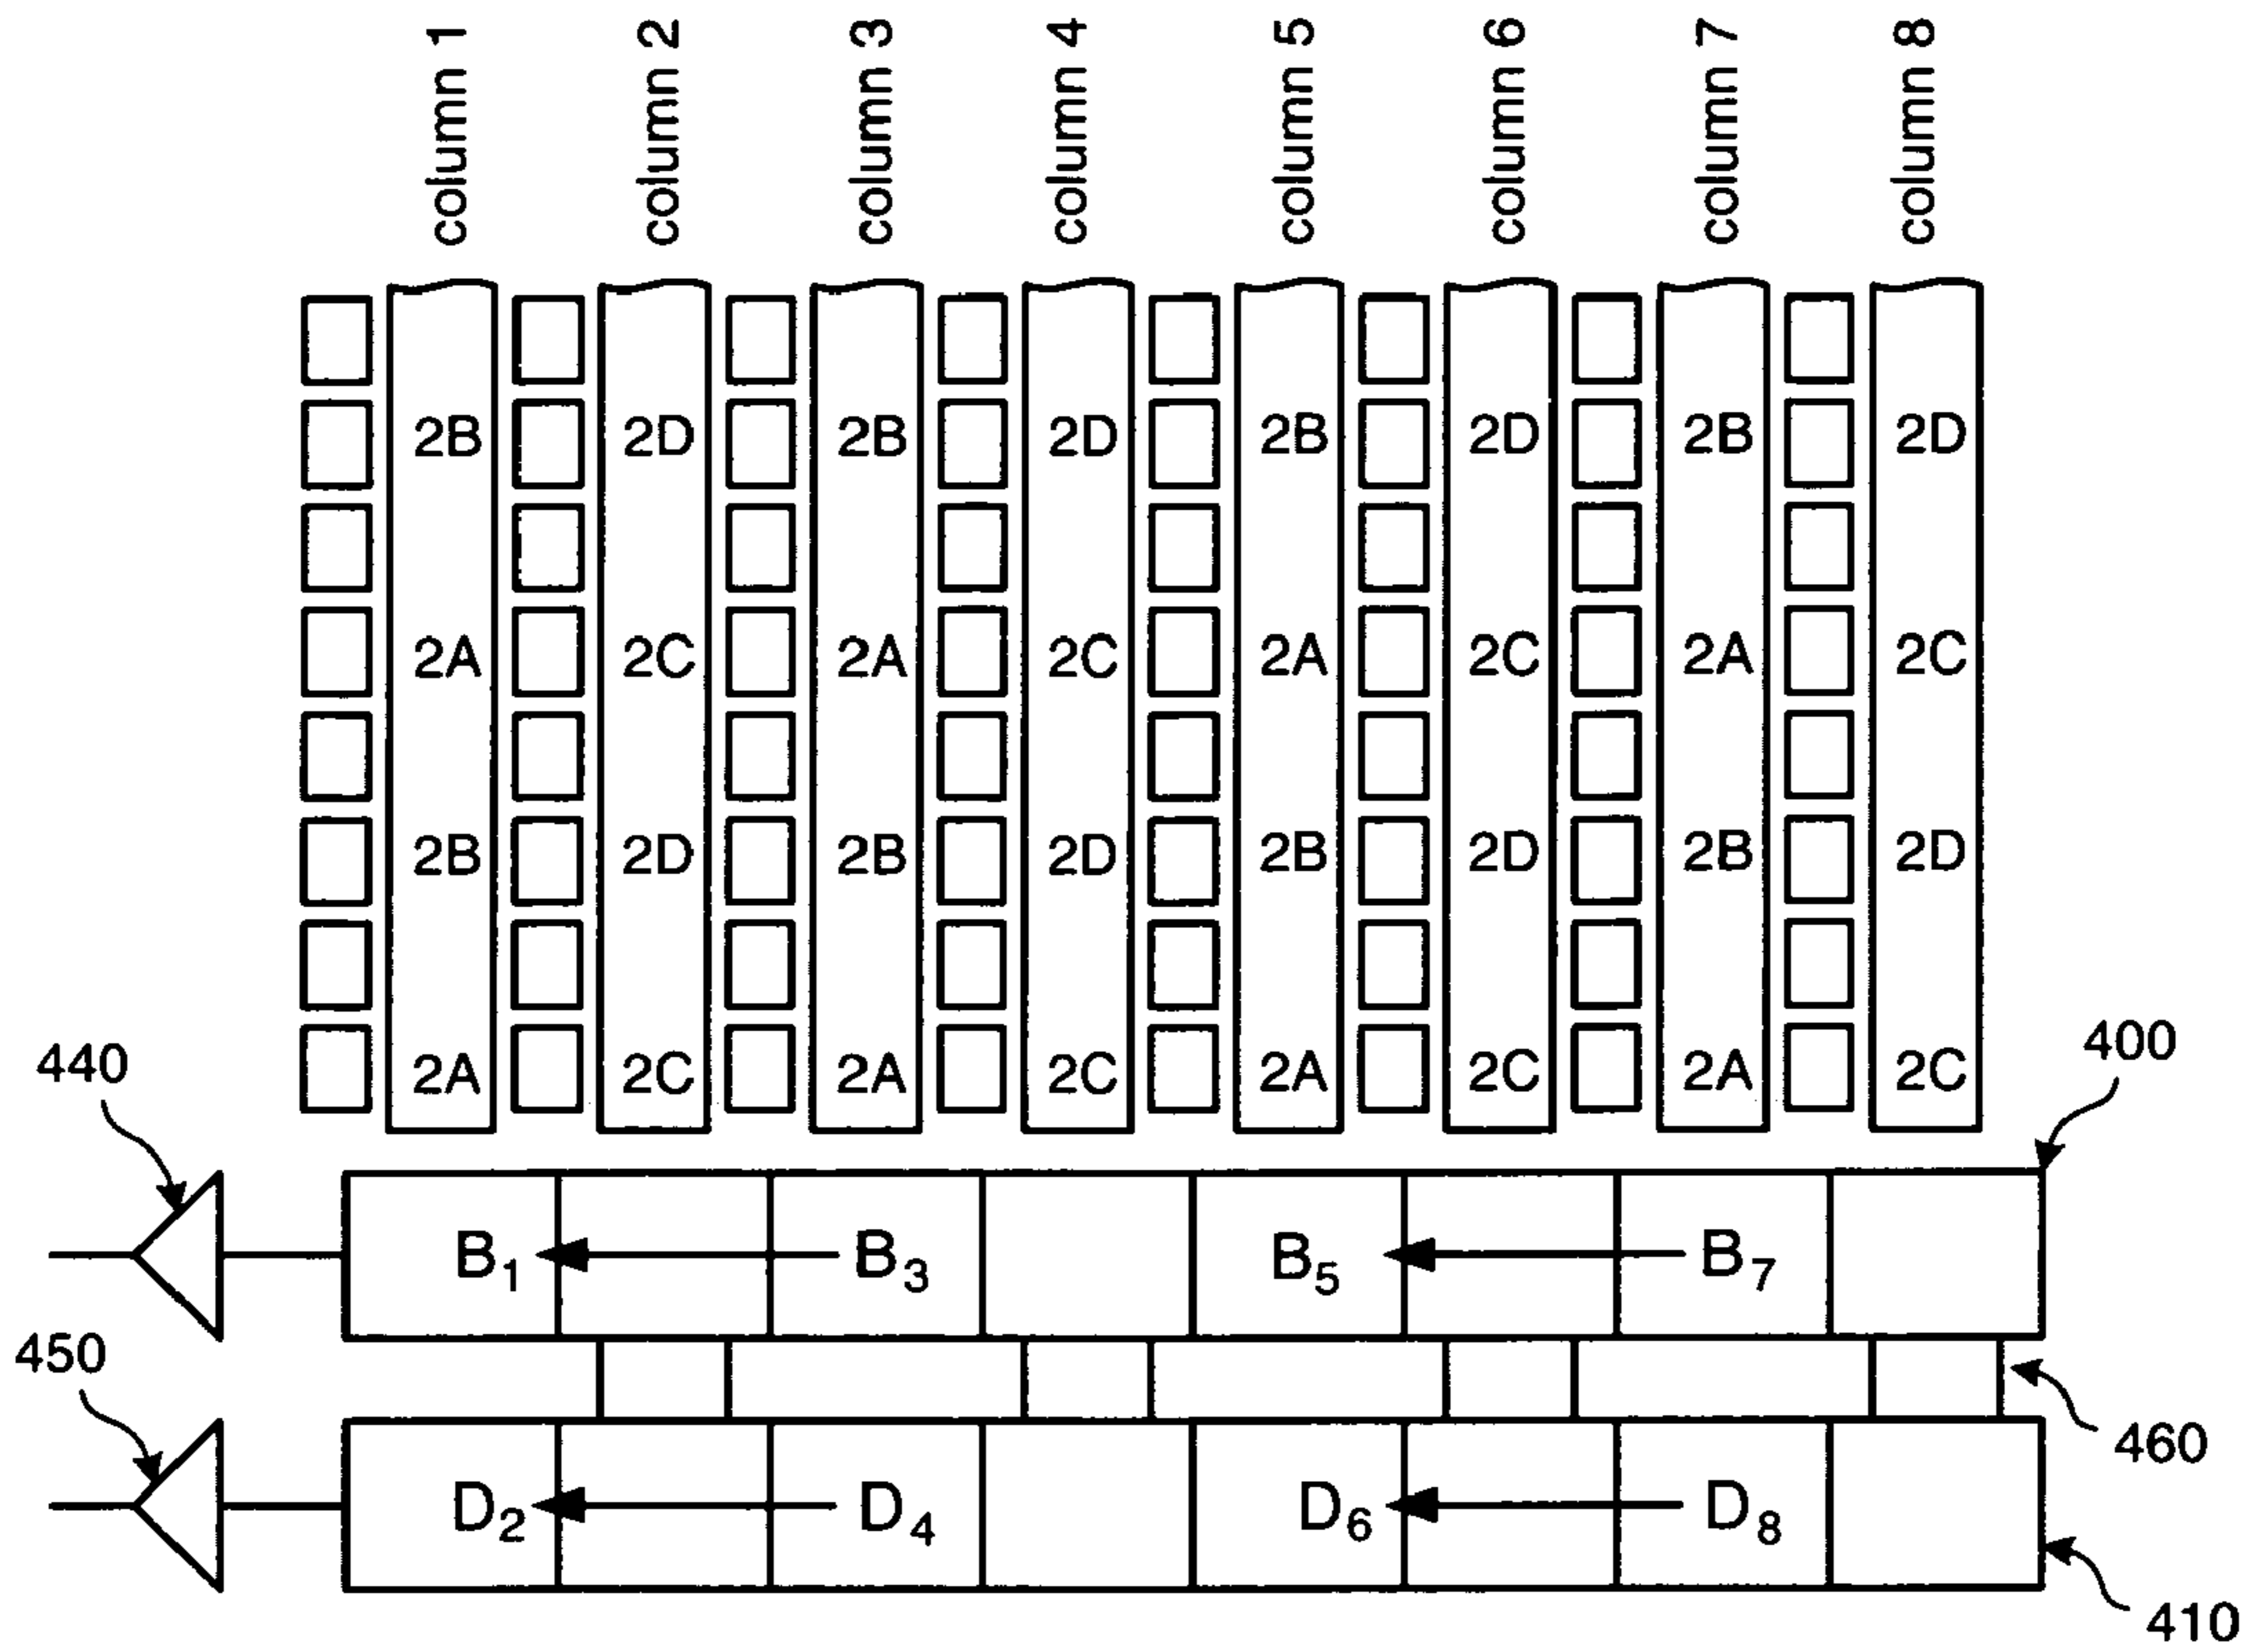 column 1 column 2 column 3 column 4 column 5 column 6 column 7 column 8
2B 2D 2B 2D 2B 2D 2B 2D
2A 2C 2A 2C 2A 2C 2A 2C
2B 2D 2B 2D 2B 2D 2B 2D
2A 2C 2A 2C 2A 2C 2A 2C
440
400
B1 B3 B5 B7
450
460
D2 D4 D6 D8
410